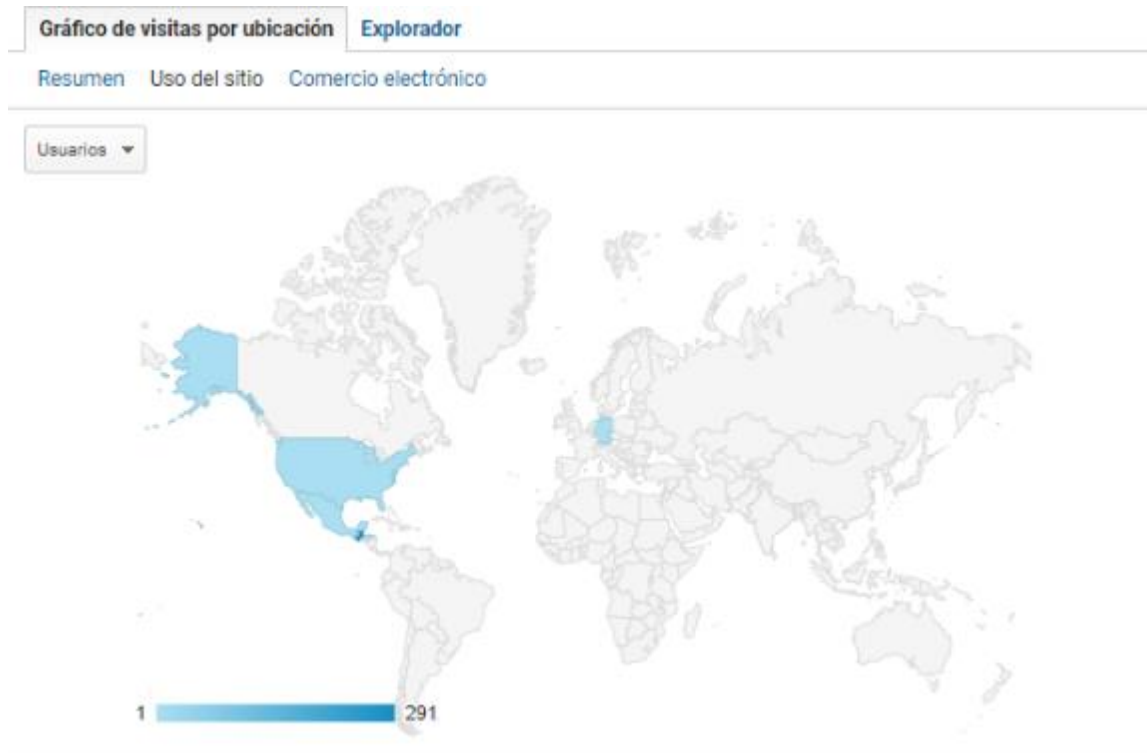 Gráfico de visitas por ubicación Explorador
Resumen Uso del sitio Comercio electrónico
Usuarios
1 291